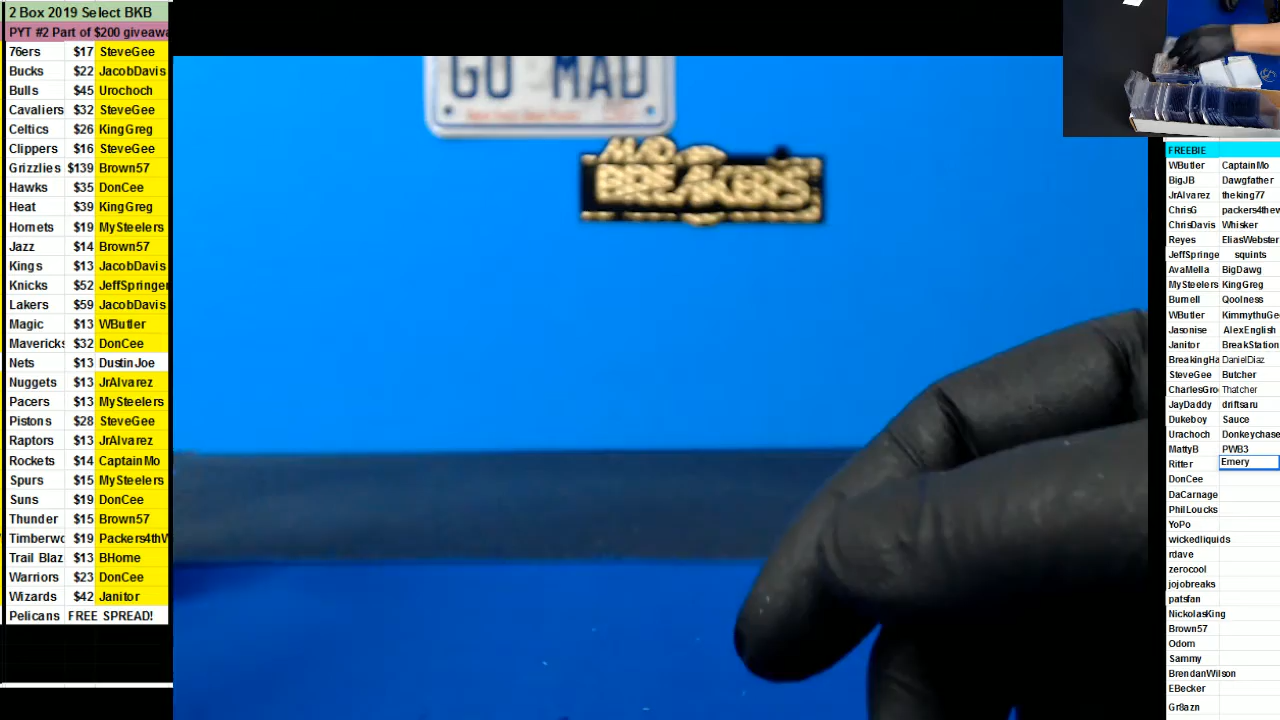 2 Box 2019 Select BKB
PYT #2 Part of $200 giveawa
76ers $17 SteveGee
Bucks $22 JacobDavis
Bulls $45 Urochoch
Cavaliers $32 SteveGee
Celtics $26 KingGreg
Clippers $16 SteveGee
Grizzlies $139 Brown57
Hawks $35 DonCee
Heat $39 KingGreg
Hornets $19 MySteelers
Jazz $14 Brown57
Kings $13 JacobDavis
Knicks $52 JeffSpringer
Lakers $59 JacobDavis
Magic $13 WButler
Mavericks $32 DonCee
Nets $13 DustinJoe
Nuggets $13 JrAlvarez
Pacers $13 MySteelers
Pistons $28 SteveGee
Raptors $13 JrAlvarez
Rockets $14 CaptainMo
Spurs $15 MySteelers
Suns $19 DonCee
Thunder $15 Brown57
Timberwo $19 Packers4thW
Trail Blaz $13 BHome
Warriors $23 DonCee
Wizards $42 Janitor
Pelicans FREE SPREAD!
GO MAD
MAD
BREAKERS
FREEBIE
WButler CaptainMo
BigJB Dawgfather
JrAlvarez theking77
ChrisG packers4thew
ChrisDavis Whisker
Reyes EliasWebster
JeffSpringe squints
AvaMella BigDawg
MySteelers KingGreg
Burnell Qoolness
WButler KimmythuGe
Jasonise AlexEnglish
Janitor BreakStation
BreakingHa DanielDiaz
SteveGee Butcher
CharlesGro Thatcher
JayDaddy driftsaru
Dukeboy Sauce
Urachoch Donkeychase
MattyB PWB3
Ritter Emery
DonCee
DaCarnage
PhilLoucks
YoPo
wickedliquids
rdave
zerocool
jojobreaks
patsfan
NickolasKing
Brown57
Odom
Sammy
BrendanWilson
EBecker
Gr8azn